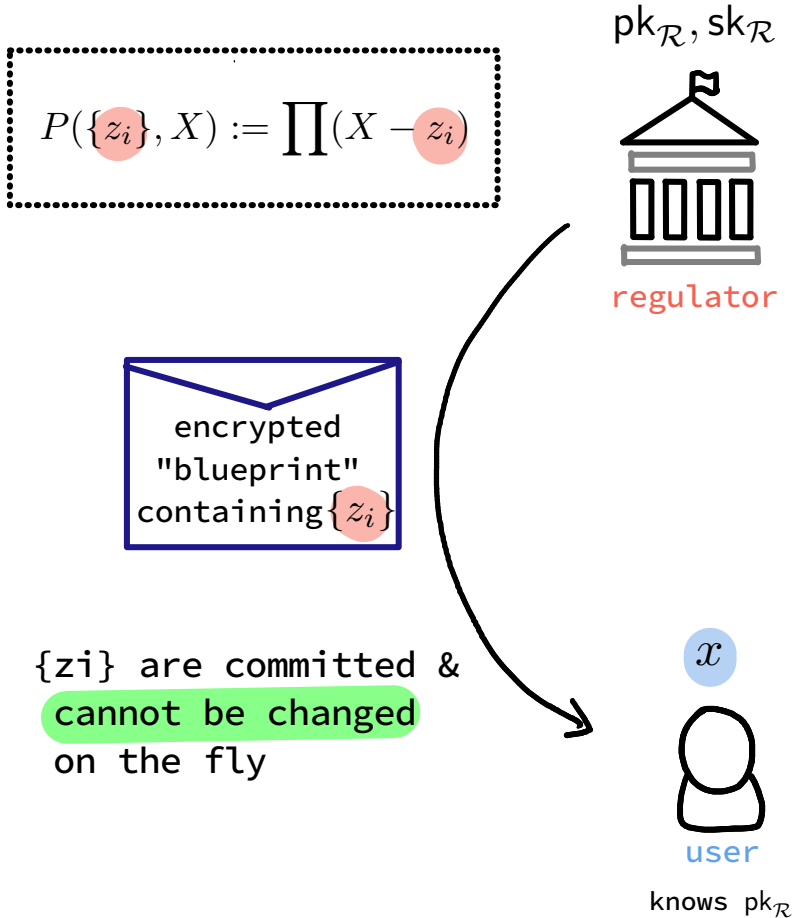 pk_ℛ, sk_ℛ
P({z_i}, X) := ∏(X − z_i)
regulator
encrypted
"blueprint"
containing{z_i}
{zi} are committed &
cannot be changed
on the fly
x
user
knows pk_ℛ